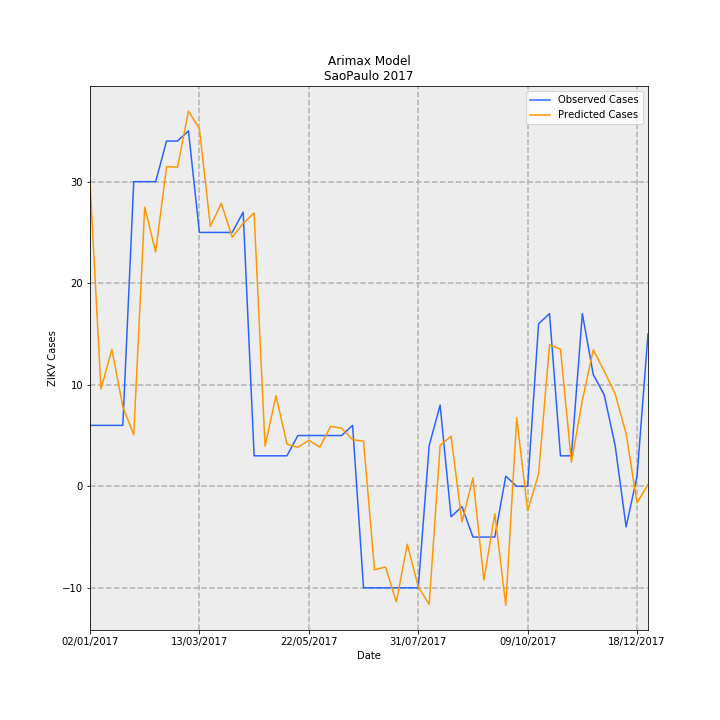 Arimax Model
SaoPaulo 2017
Observed Cases
Predicted Cases
ZIKV Cases
30
20
10
0
−10
02/01/2017 13/03/2017 22/05/2017 31/07/2017 09/10/2017 18/12/2017
Date